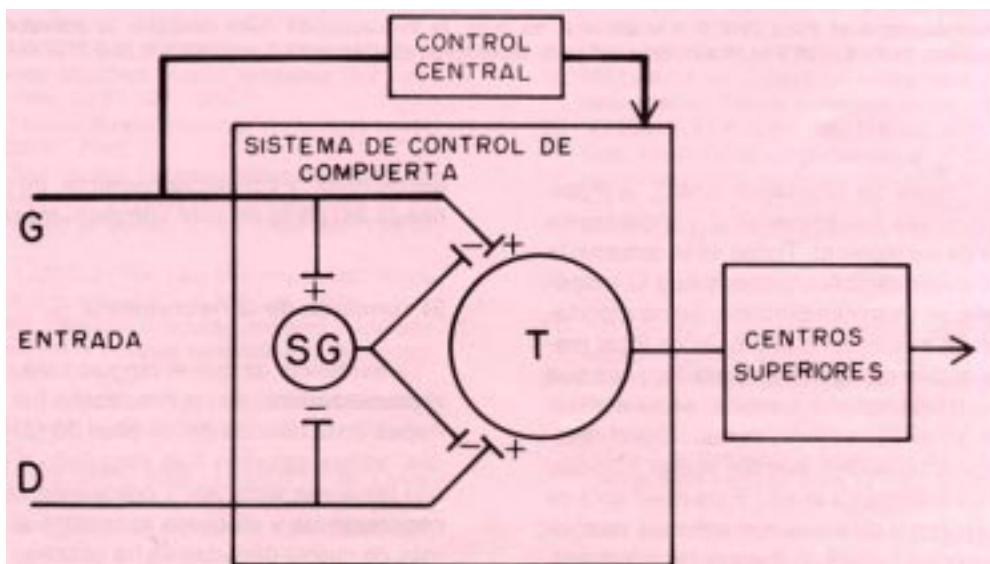 CONTROL
CENTRAL
SISTEMA DE CONTROL DE
COMPUERTA
G
- +
+
ENTRADA
SG
T
CENTROS
SUPERIORES
-
- +
D